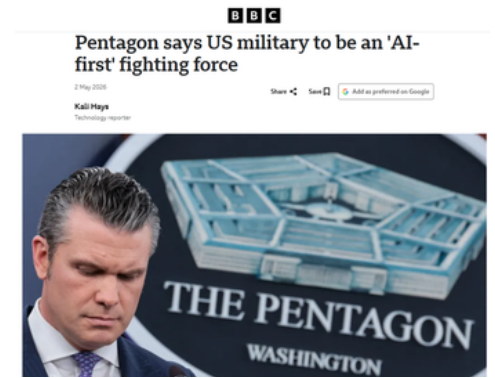 BBC
Pentagon says US military to be an 'AI-
first' fighting force
2 May 2026
Share Save Add as preferred on Google
Kali Hays
Technology reporter
THE PENTAGON
WASHINGTON